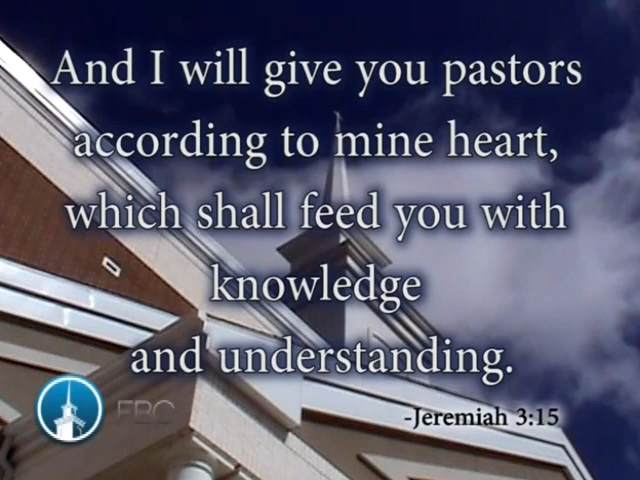 And I will give you pastors
according to mine heart,
which shall feed you with
knowledge
and understanding.
-Jeremiah 3:15
FBC